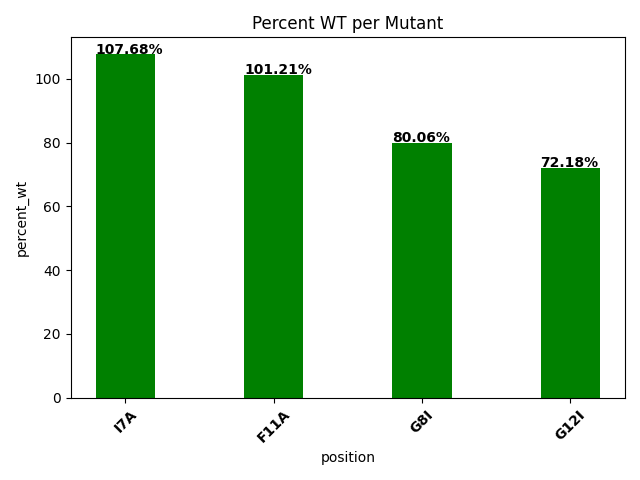 Percent WT per Mutant
107.68%
101.21%
80.06%
72.18%
percent_wt
100
80
60
40
20
0
I7A
F11A
G8I
G12I
position